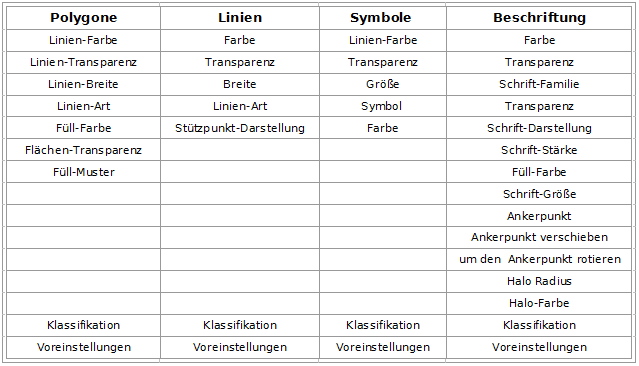 Polygone Linien Symbole Beschriftung
Linien-Farbe Farbe Linien-Farbe Farbe
Linien-Transparenz Transparenz Transparenz Transparenz
Linien-Breite Breite Größe Schrift-Familie
Linien-Art Linien-Art Symbol Transparenz
Füll-Farbe Stützpunkt-Darstellung Farbe Schrift-Darstellung
Flächen-Transparenz Schrift-Stärke
Füll-Muster Füll-Farbe
Schrift-Größe
Ankerpunkt
Ankerpunkt verschieben
um den Ankerpunkt rotieren
Halo Radius
Halo-Farbe
Klassifikation Klassifikation Klassifikation Klassifikation
Voreinstellungen Voreinstellungen Voreinstellungen Voreinstellungen